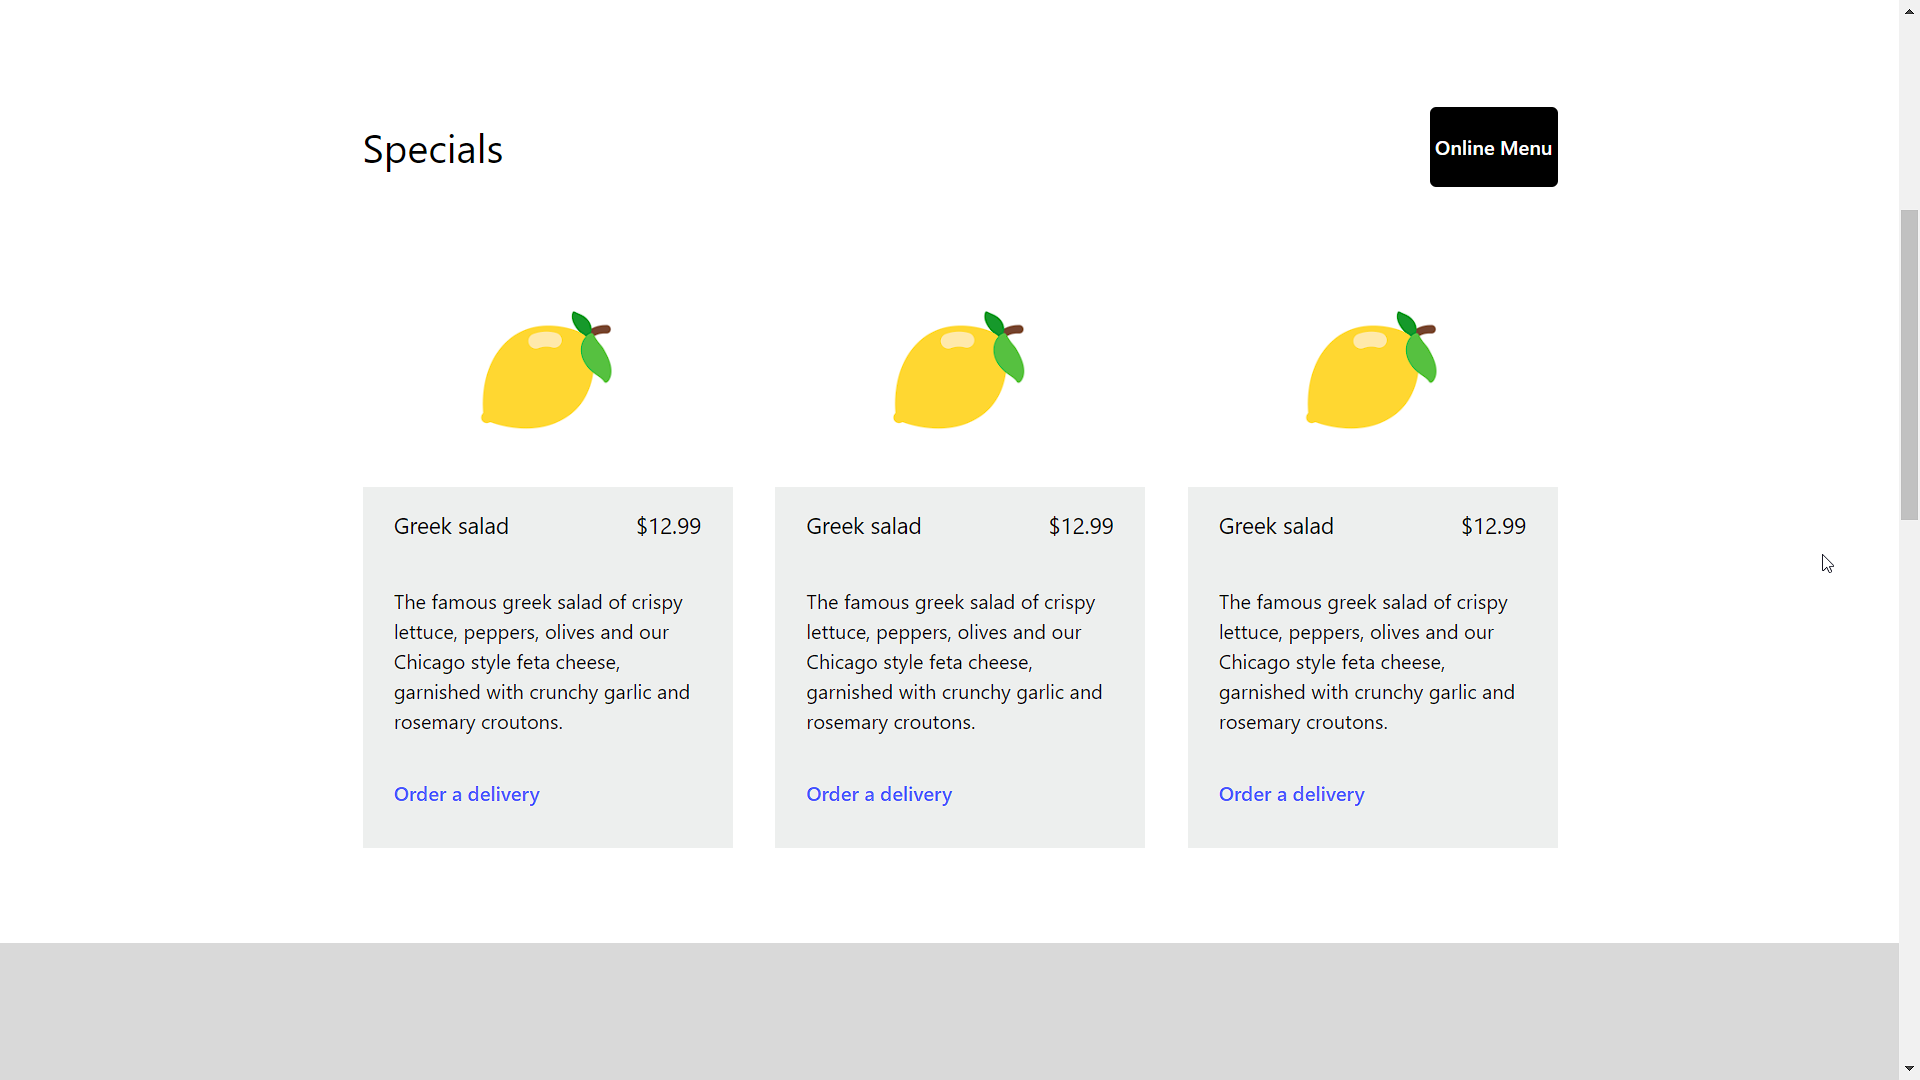 Specials
Online Menu
Greek salad $12.99
The famous greek salad of crispy
lettuce, peppers, olives and our
Chicago style feta cheese,
garnished with crunchy garlic and
rosemary croutons.
Order a delivery
Greek salad $12.99
The famous greek salad of crispy
lettuce, peppers, olives and our
Chicago style feta cheese,
garnished with crunchy garlic and
rosemary croutons.
Order a delivery
Greek salad $12.99
The famous greek salad of crispy
lettuce, peppers, olives and our
Chicago style feta cheese,
garnished with crunchy garlic and
rosemary croutons.
Order a delivery